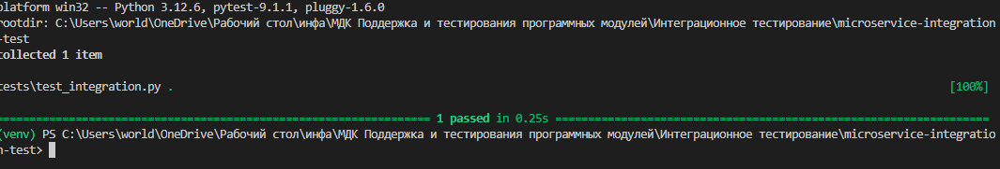 platform win32 -- Python 3.12.6, pytest-9.1.1, pluggy-1.6.0
rootdir: C:\Users\world\OneDrive\Рабочий стол\инфа\МДК Поддержка и тестирования программных модулей\Интеграционное тестирование\microservice-integration
-test
collected 1 item
tests\test_integration.py . [100%]
=================================================================== 1 passed in 0.25s ===================================================================
(venv) PS C:\Users\world\OneDrive\Рабочий стол\инфа\МДК Поддержка и тестирования программных модулей\Интеграционное тестирование\microservice-integratio
n-test>